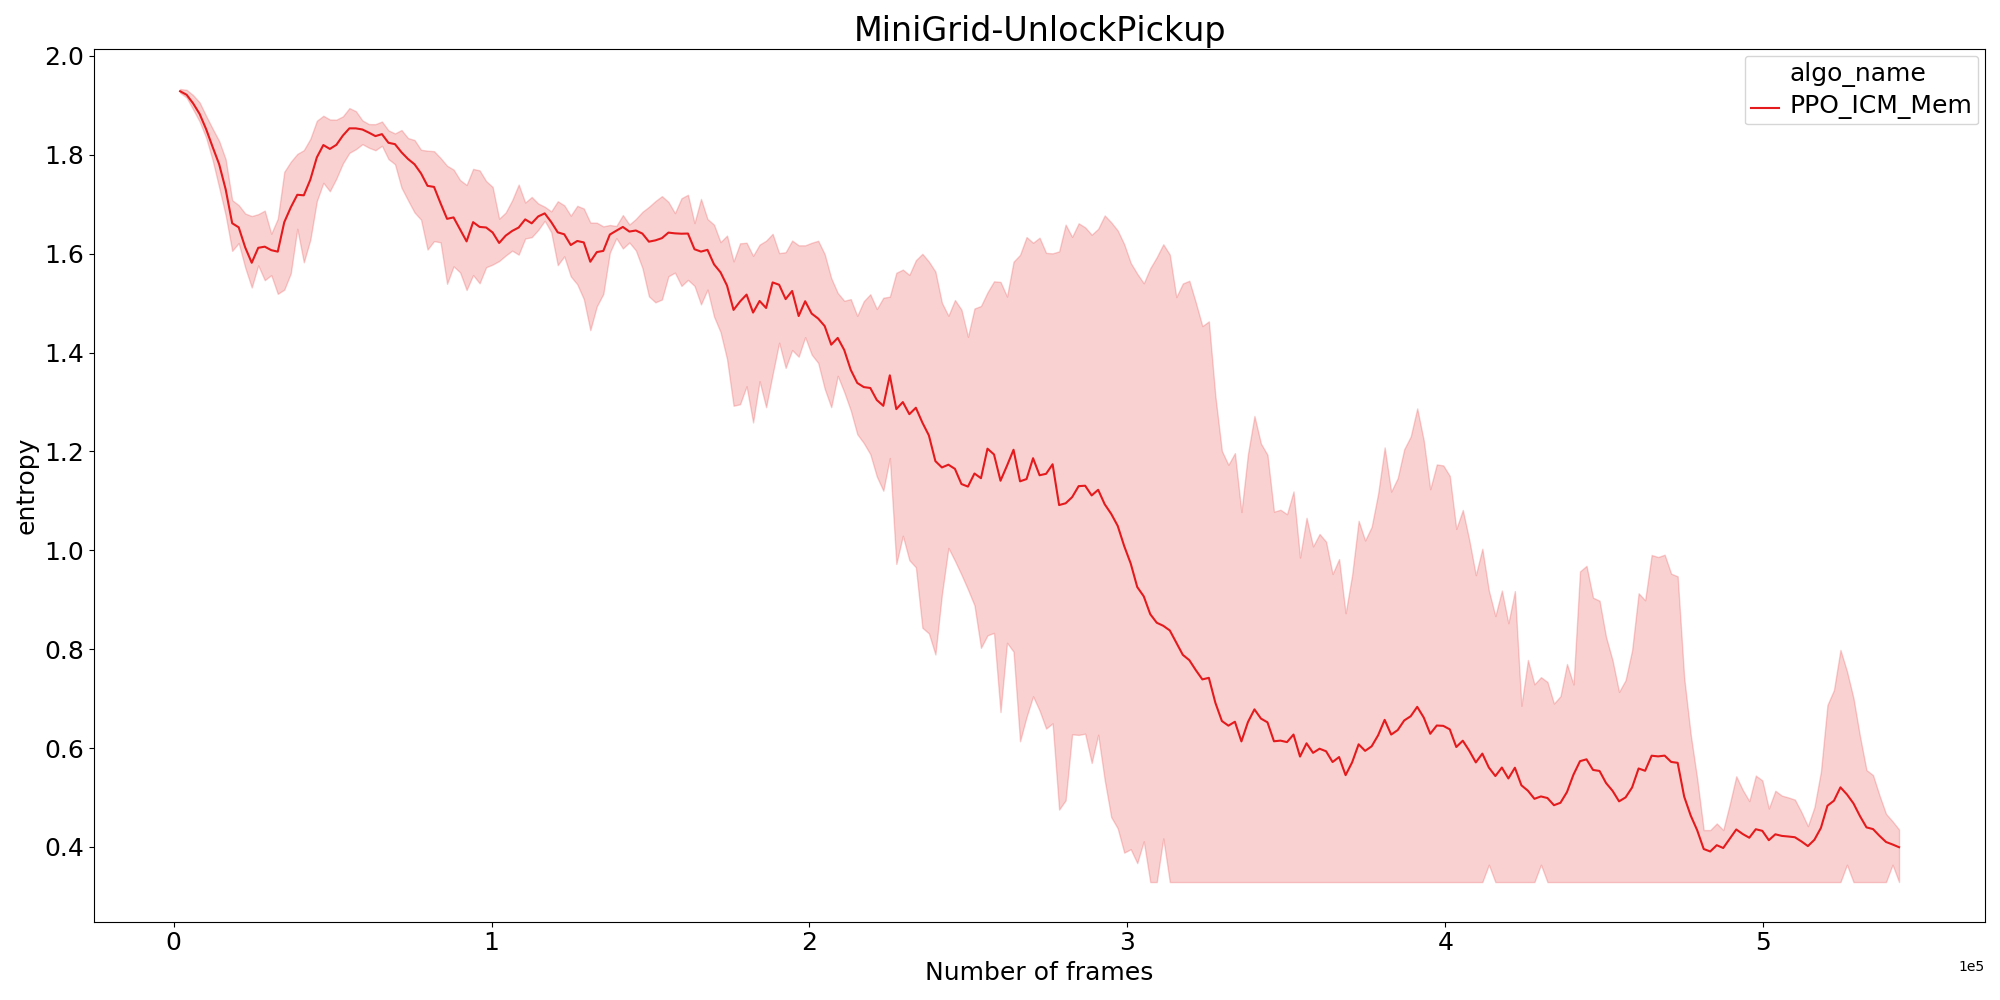 MiniGrid-UnlockPickup
algo_name
PPO_ICM_Mem
2.0
1.8
1.6
1.4
1.2
1.0
0.8
0.6
0.4
entropy
0 1 2 3 4 5
Number of frames
1e5